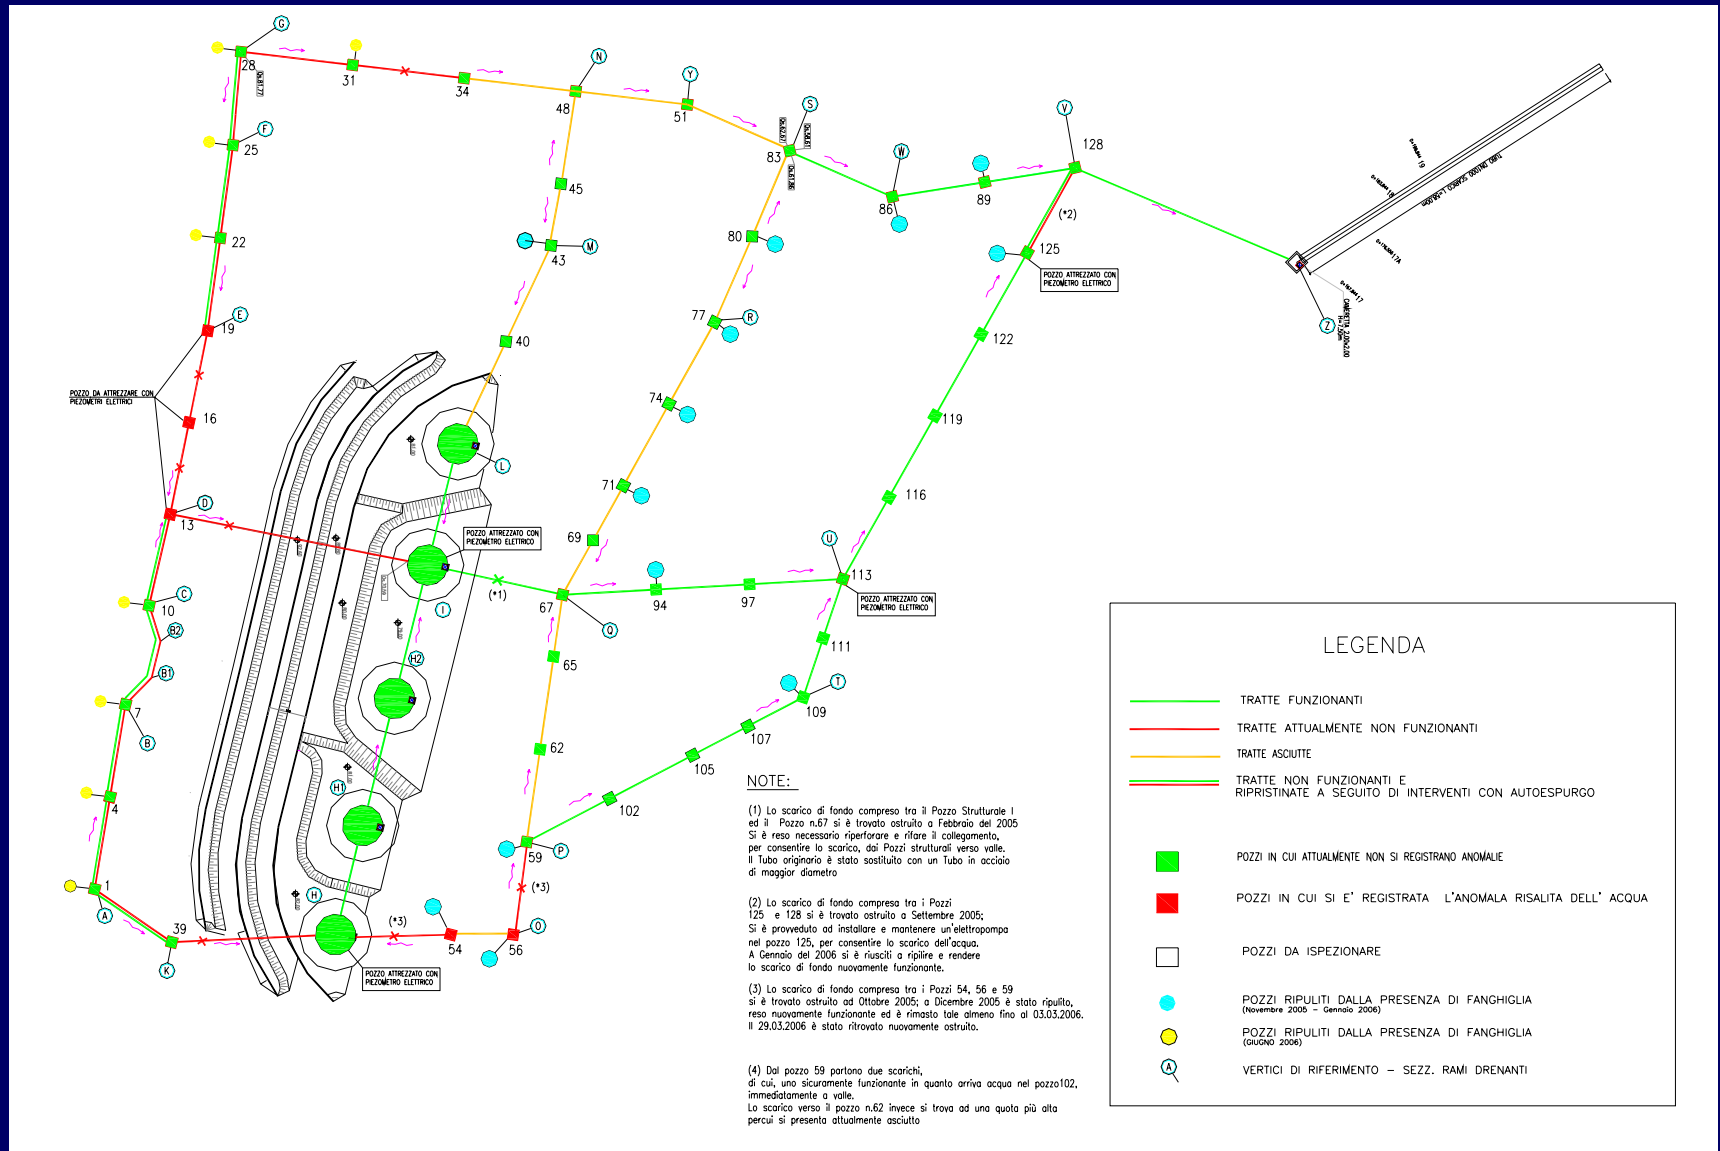 G
28
31
34
N
48
Y
51
S
83
W
86
89
V
128
(*2)
125
POZZO ATTREZZATO CON
PIEZOMETRO ELETTRICO
19
18
TUBO DN1000 SCARICO L=58.00m
17A
17
CAMERETTA 2.00x2.00
Z
F
25
22
E
19
POZZO DA ATTREZZARE CON
PIEZOMETRI ELETTRICI
16
D
13
45
43
M
40
L
80
77
R
74
71
69
122
119
116
POZZO ATTREZZATO CON
PIEZOMETRO ELETTRICO
I
(*1)
67
Q
94
97
U
113
POZZO ATTREZZATO CON
PIEZOMETRO ELETTRICO
C
10
B2
B1
7
B
4
1
A
39
K
H2
H1
H
(*3)
54
56
O
POZZO ATTREZZATO CON
PIEZOMETRO ELETTRICO
65
62
59
P
(*3)
111
109
T
107
105
102
NOTE:
(1) Lo scarico di fondo compreso tra il Pozzo Strutturale I
ed il Pozzo n.67 si è trovato ostruito a Febbraio del 2005
Si è reso necessario riperforare e rifare il collegamento,
per consentire lo scarico, dai Pozzi strutturali verso valle.
Il Tubo originario è stato sostituito con un Tubo in acciaio
di maggior diametro
(2) Lo scarico di fondo compresa tra i Pozzi
125 e 128 si è trovato ostruito a Settembre 2005;
Si è provveduto ad installare e mantenere un'elettropompa
nel pozzo 125, per consentire lo scarico dell'acqua.
A Gennaio del 2006 si è riusciti a ripilire e rendere
lo scarico di fondo nuovamente funzionante.
(3) Lo scarico di fondo compresa tra i Pozzi 54, 56 e 59
si è trovato ostruito ad Ottobre 2005; a Dicembre 2005 è stato ripulito,
reso nuovamente funzionante ed è rimasto tale almeno fino al 03.03.2006.
Il 29.03.2006 è stato ritrovato nuovamente ostruito.
(4) Dal pozzo 59 partono due scarichi,
di cui, uno sicuramente funzionante in quanto arriva acqua nel pozzo102,
immediatamente a valle.
Lo scarico verso il pozzo n.62 invece si trova ad una quota più alta
percui si presenta attualmente asciutto
LEGENDA
TRATTE FUNZIONANTI
TRATTE ATTUALMENTE NON FUNZIONANTI
TRATTE ASCIUTTE
TRATTE NON FUNZIONANTI E
RIPRISTINATE A SEGUITO DI INTERVENTI CON AUTOESPURGO
POZZI IN CUI ATTUALMENTE NON SI REGISTRANO ANOMALIE
POZZI IN CUI SI E' REGISTRATA L'ANOMALA RISALITA DELL' ACQUA
POZZI DA ISPEZIONARE
POZZI RIPULITI DALLA PRESENZA DI FANGHIGLIA
(Novembre 2005 - Gennaio 2006)
POZZI RIPULITI DALLA PRESENZA DI FANGHIGLIA
(GIUGNO 2006)
A
VERTICI DI RIFERIMENTO - SEZZ. RAMI DRENANTI